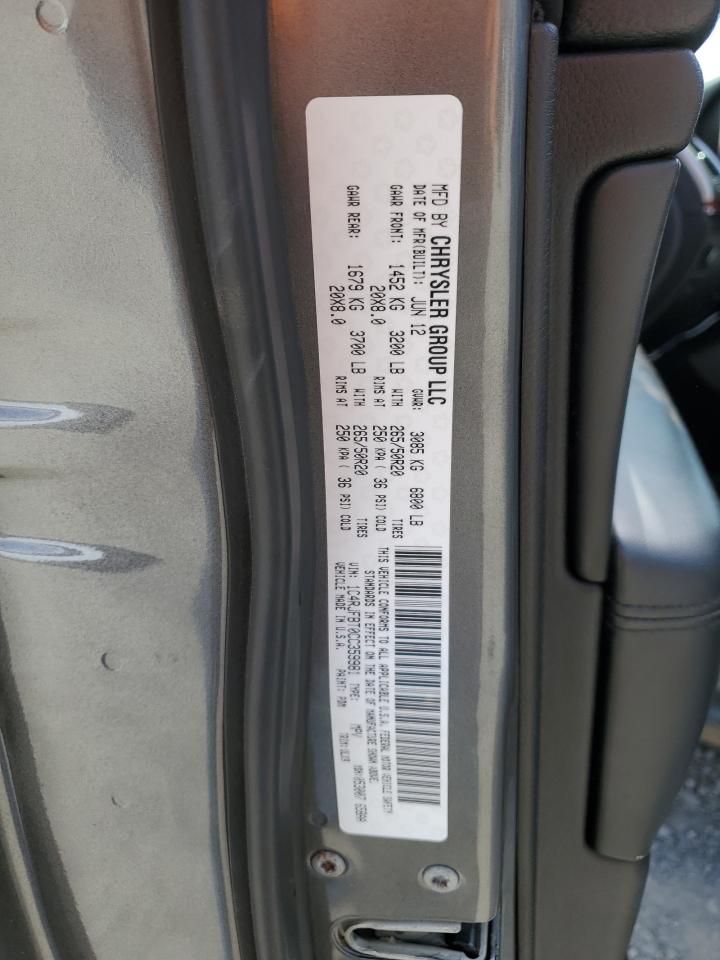 MFD BY CHRYSLER GROUP LLC
DATE OF MFR(BUILT): JUN 12 GVWR: 3085 KG 6800 LB
GAWR FRONT: 1452 KG 3200 LB WITH 265/50R20 TIRES
20X8.0 RIMS AT 250 KPA ( 36 PSI) COLD
GAWR REAR: 1679 KG 3700 LB WITH 265/50R20 TIRES
20X8.0 RIMS AT 250 KPA ( 36 PSI) COLD
THIS VEHICLE CONFORMS TO ALL APPLICABLE U.S.A. FEDERAL MOTOR VEHICLE SAFETY
STANDARDS IN EFFECT ON THE DATE OF MANUFACTURE SHOWN ABOVE.
VIN: 1C4RJFBT0CC359981 TYPE: MPV
VEHICLE MADE IN U.S.A. PAINT: PDM